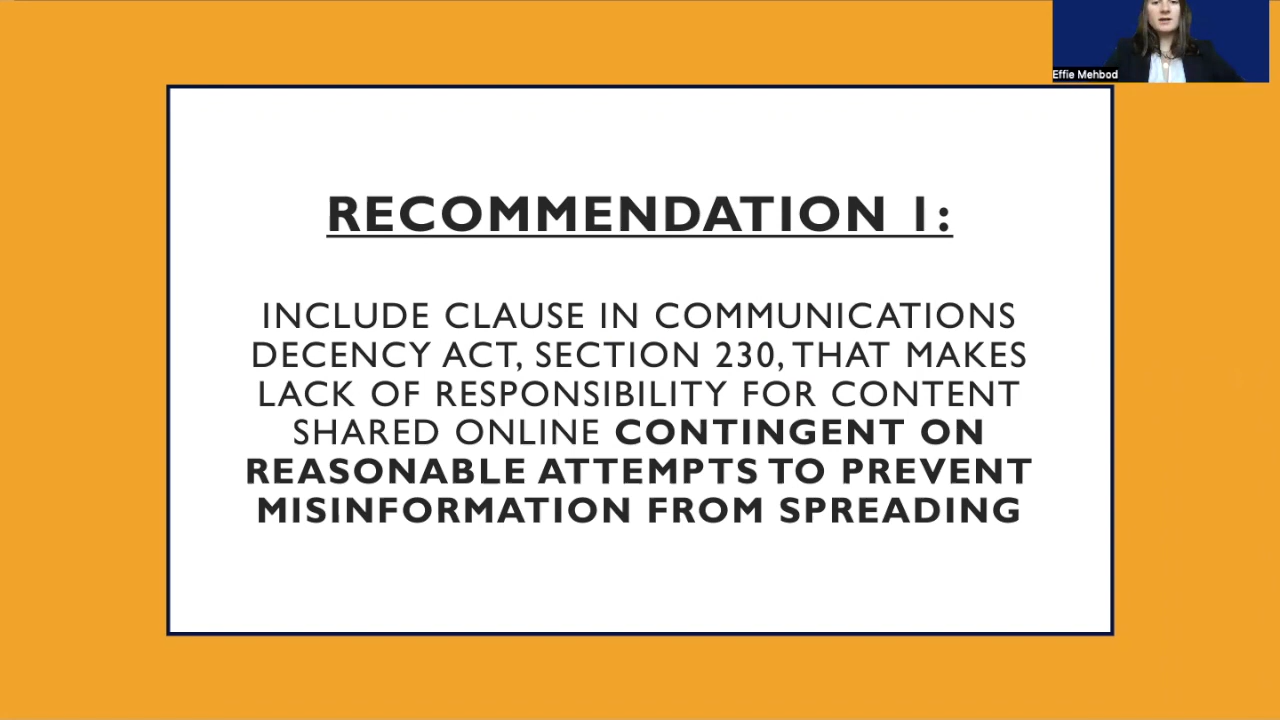 Effie Mehbod
RECOMMENDATION 1:
INCLUDE CLAUSE IN COMMUNICATIONS
DECENCY ACT, SECTION 230, THAT MAKES
LACK OF RESPONSIBILITY FOR CONTENT
SHARED ONLINE CONTINGENT ON
REASONABLE ATTEMPTS TO PREVENT
MISINFORMATION FROM SPREADING